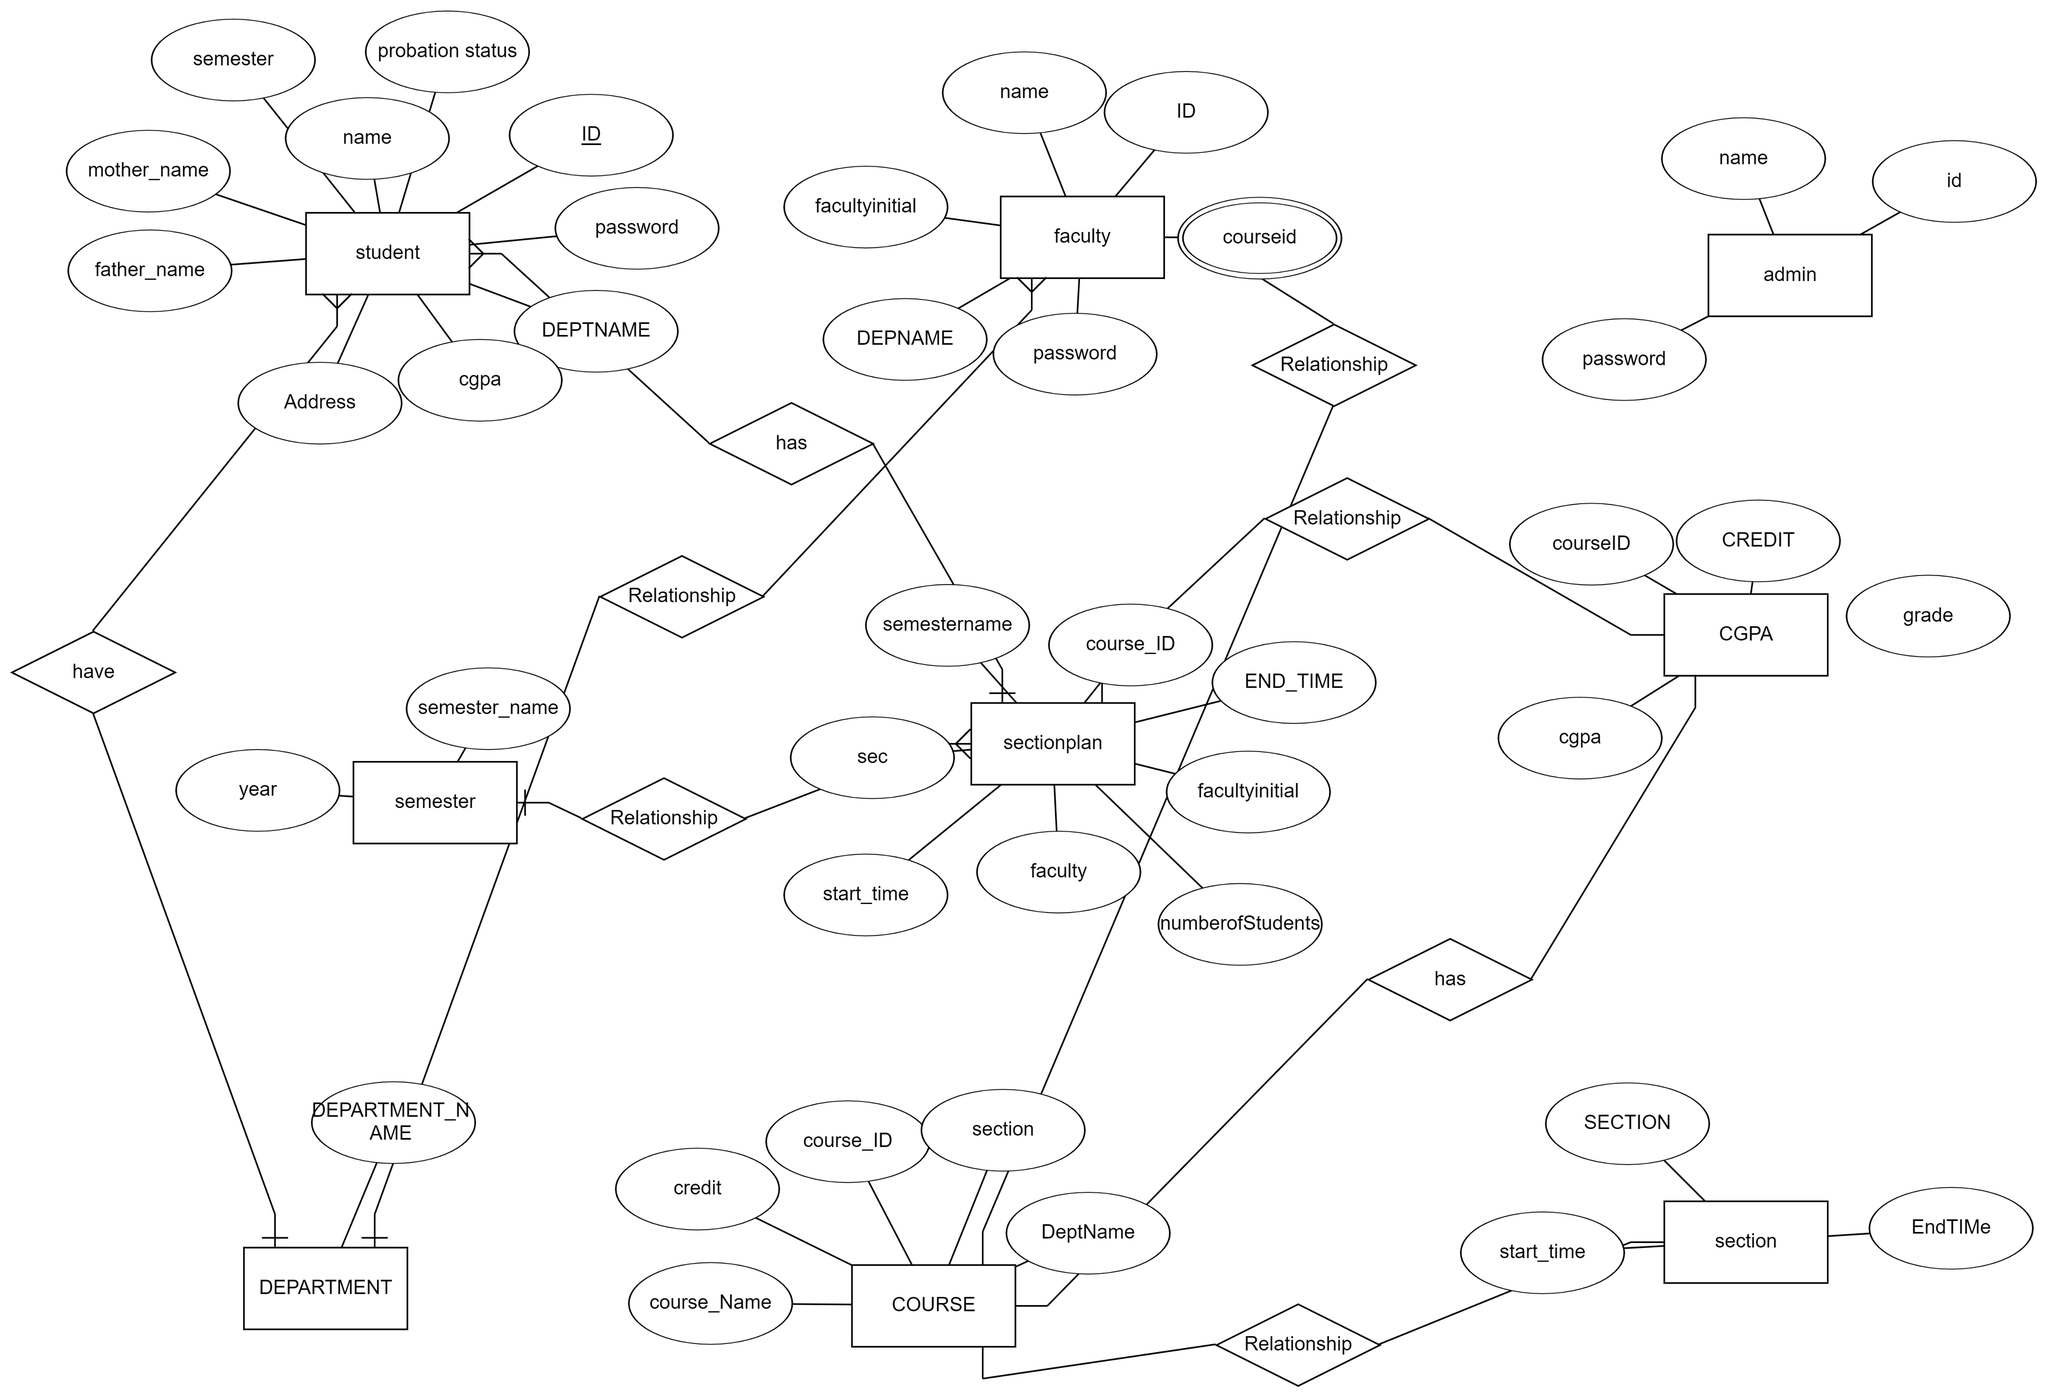 semester
probation status
name
ID
mother_name
password
father_name
student
DEPTNAME
cgpa
Address
has
name
ID
facultyinitial
faculty
courseid
DEPNAME
password
Relationship
name
id
admin
password
Relationship
Relationship
courseID
CREDIT
grade
CGPA
cgpa
have
semestername
course_ID
END_TIME
semester_name
sec
sectionplan
year
semester
Relationship
facultyinitial
start_time
faculty
numberofStudents
has
DEPARTMENT_N
AME
course_ID
section
SECTION
credit
DeptName
start_time
section
EndTIMe
DEPARTMENT
course_Name
COURSE
Relationship